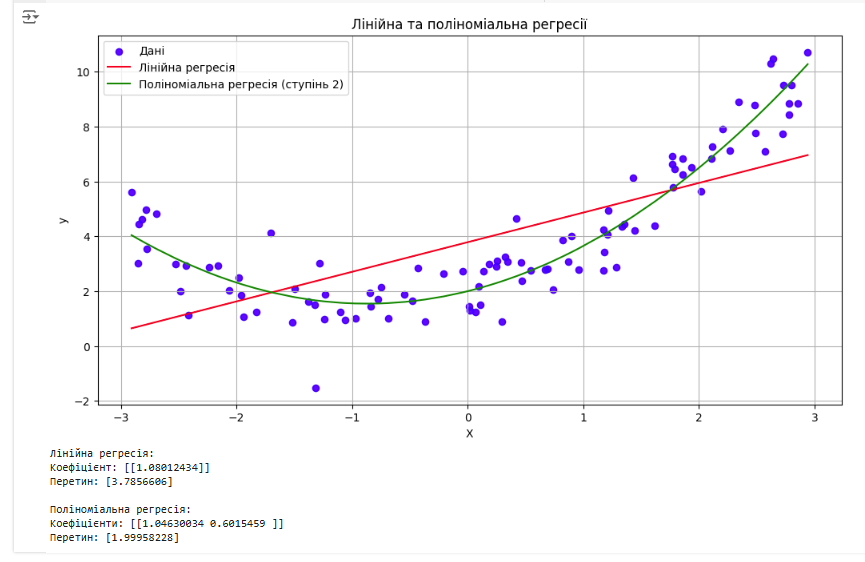 Лінійна та поліноміальна регресії
Дані
Лінійна регресія
Поліноміальна регресія (ступінь 2)
10
8
6
4
2
0
−2
y
−3
−2
−1
0
1
2
3
X
Лінійна регресія:
Коефіцієнт: [[1.08012434]]
Перетин: [3.7856606]
Поліноміальна регресія:
Коефіцієнти: [[1.04630034 0.6015459 ]]
Перетин: [1.99958228]